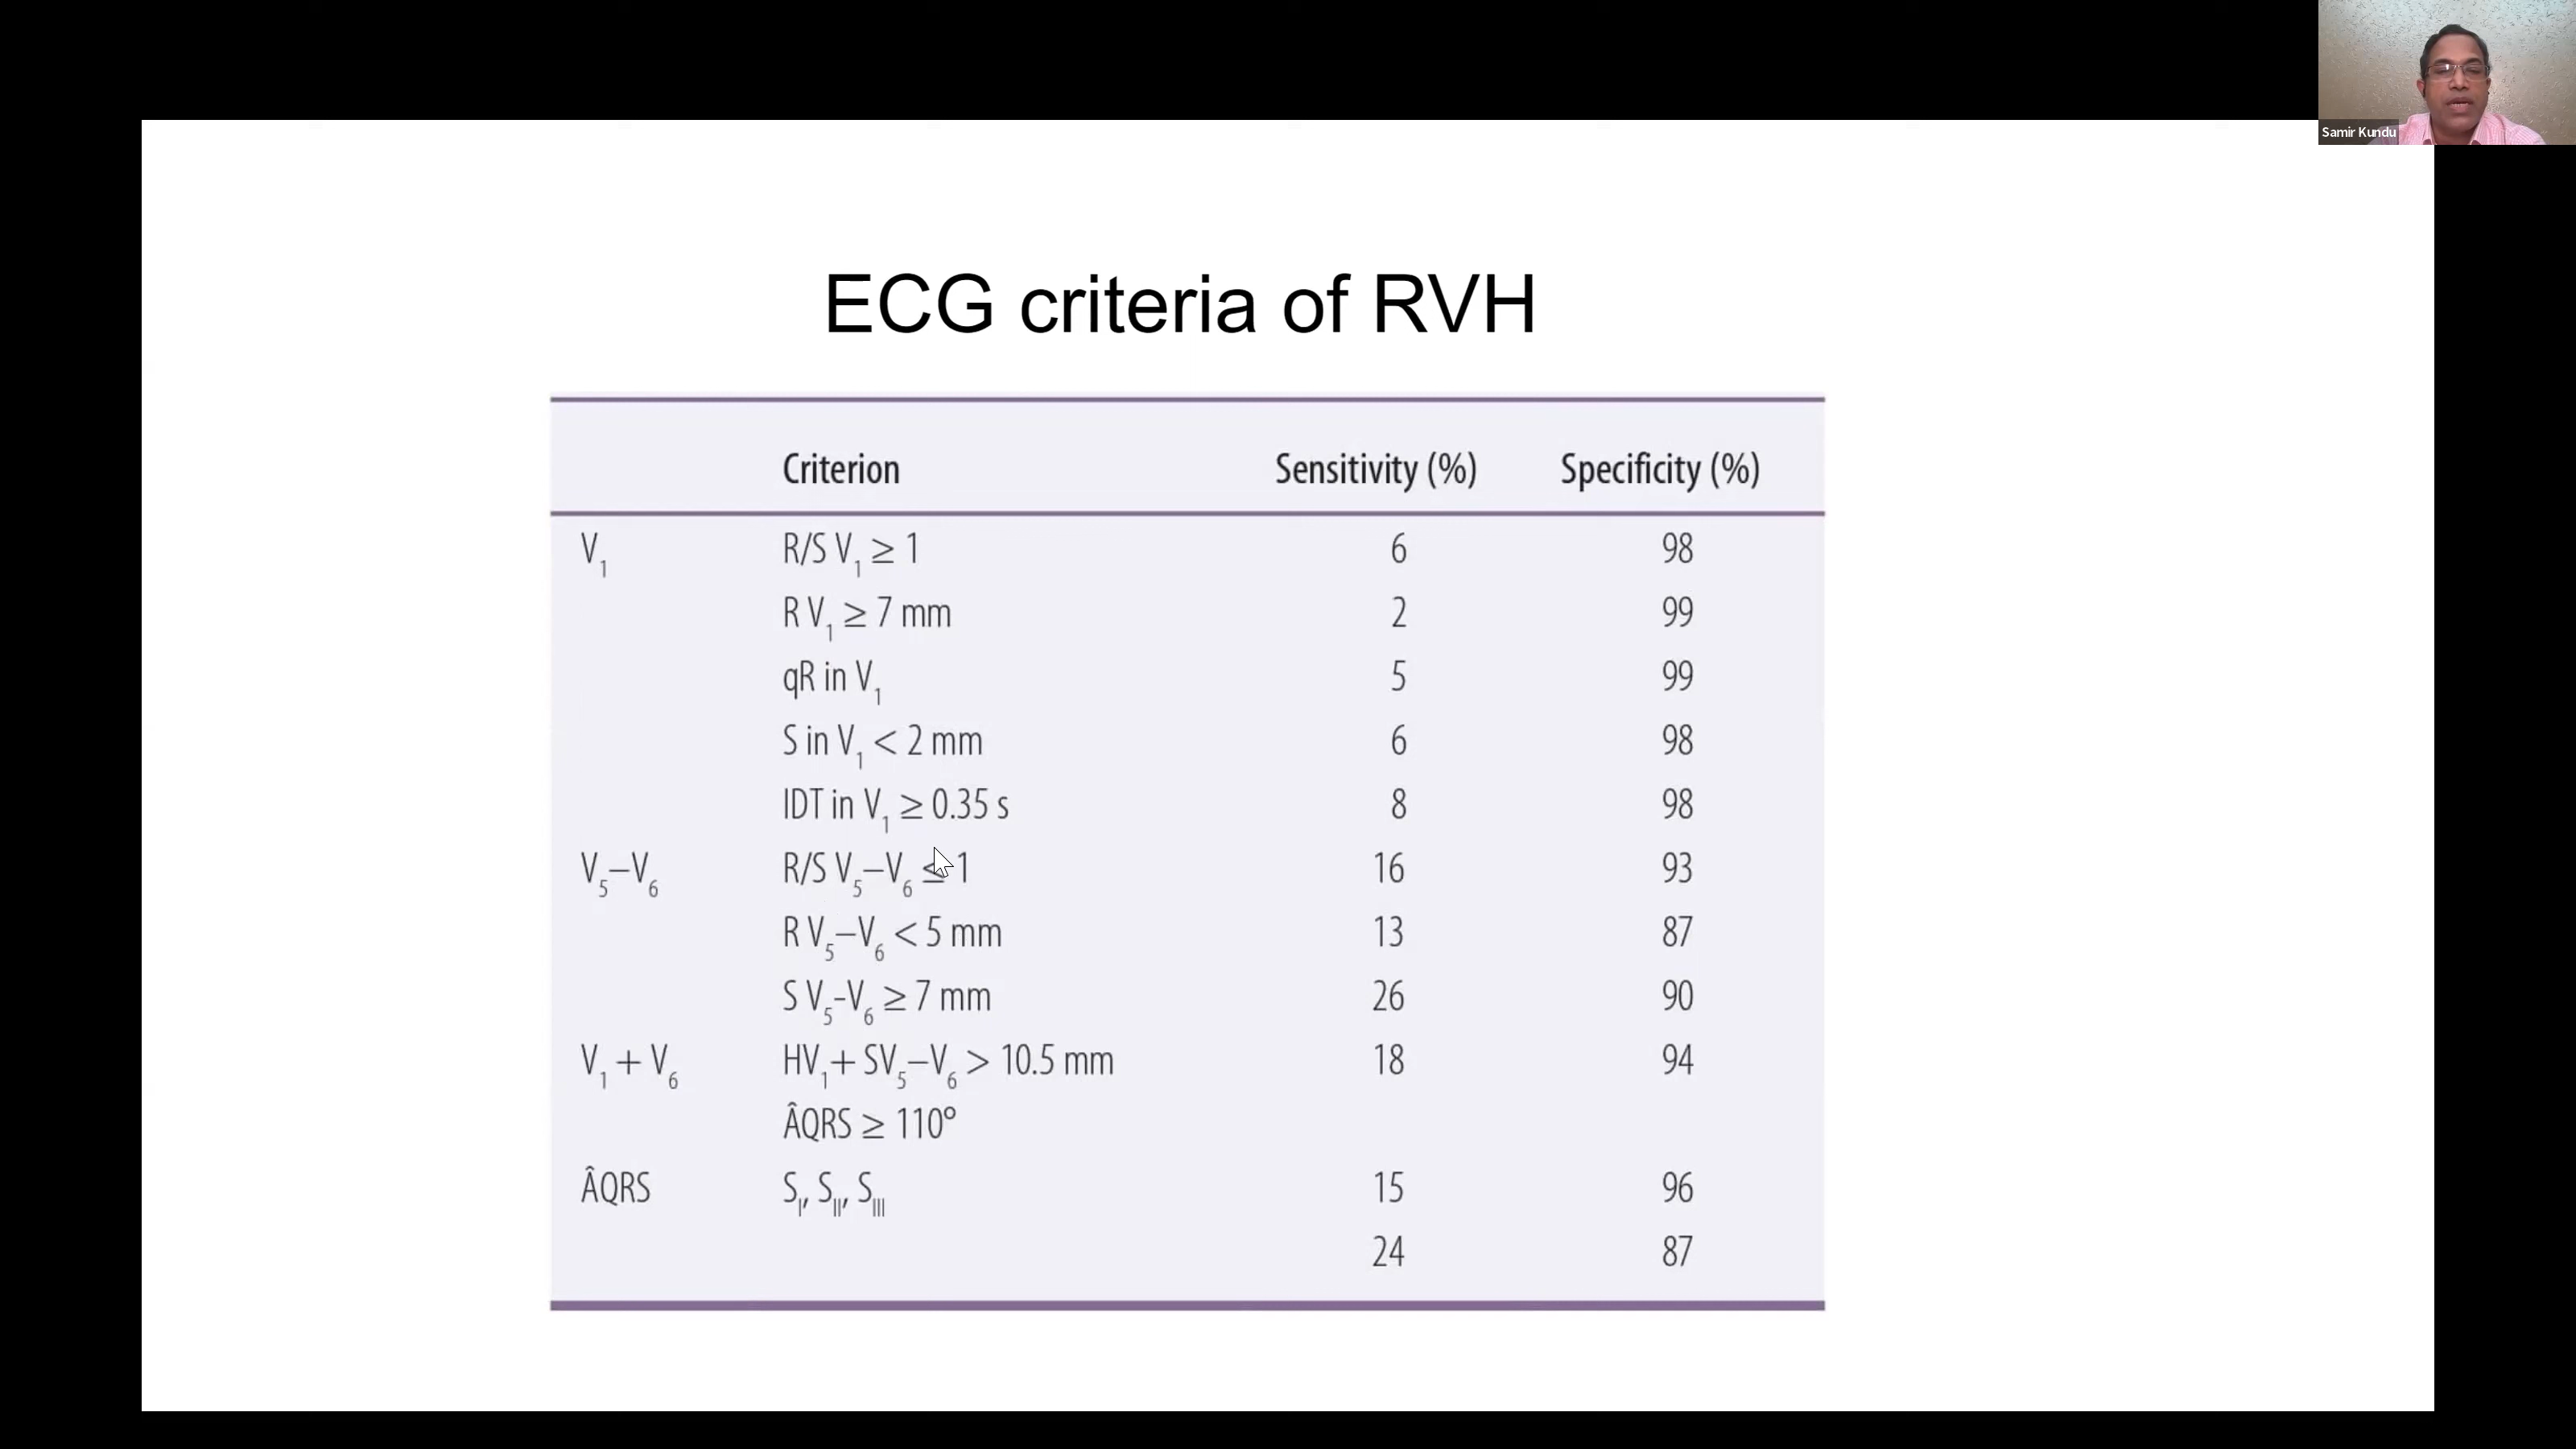 Samir Kundu
ECG criteria of RVH
Criterion Sensitivity (%) Specificity (%)
V₁ R/S V₁ ≥ 1 6 98
R V₁ ≥ 7 mm 2 99
qR in V₁ 5 99
S in V₁ < 2 mm 6 98
IDT in V₁ ≥ 0.35 s 8 98
V₅–V₆ R/S V₅–V₆ ≤ 1 16 93
R V₅–V₆ < 5 mm 13 87
S V₅-V₆ ≥ 7 mm 26 90
V₁ + V₆ HV₁+ SV₅–V₆ > 10.5 mm 18 94
ÂQRS ≥ 110°
ÂQRS S_I, S_II, S_III 15 96
24 87